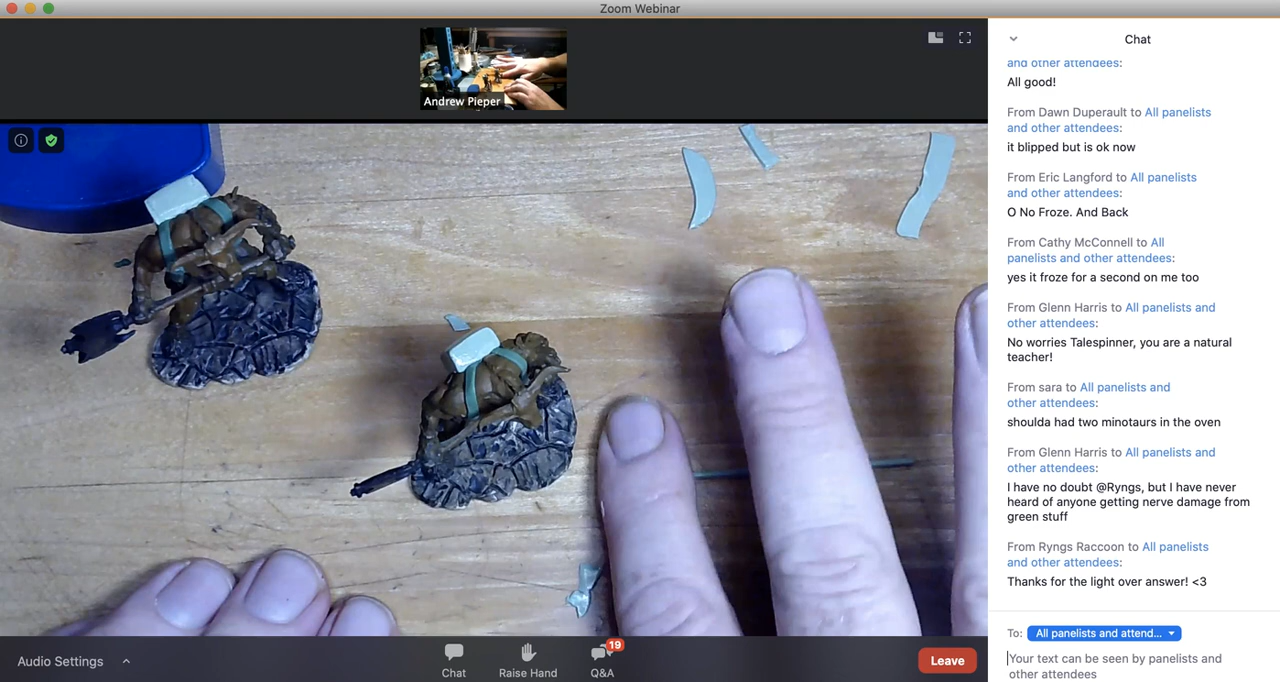 Zoom Webinar
Andrew Pieper
Chat
and other attendees:
All good!
From Dawn Duperault to All panelists
and other attendees:
it blipped but is ok now
From Eric Langford to All panelists
and other attendees:
O No Froze. And Back
From Cathy McConnell to All
panelists and other attendees:
yes it froze for a second on me too
From Glenn Harris to All panelists and
other attendees:
No worries Talespinner, you are a natural
teacher!
From sara to All panelists and
other attendees:
shoulda had two minotaurs in the oven
From Glenn Harris to All panelists and
other attendees:
I have no doubt @Ryngs, but I have never
heard of anyone getting nerve damage from
green stuff
From Ryngs Raccoon to All panelists
and other attendees:
Thanks for the light over answer! <3
To: All panelists and attend...
Your text can be seen by panelists and
other attendees
Audio Settings
Chat
Raise Hand
19
Q&A
Leave